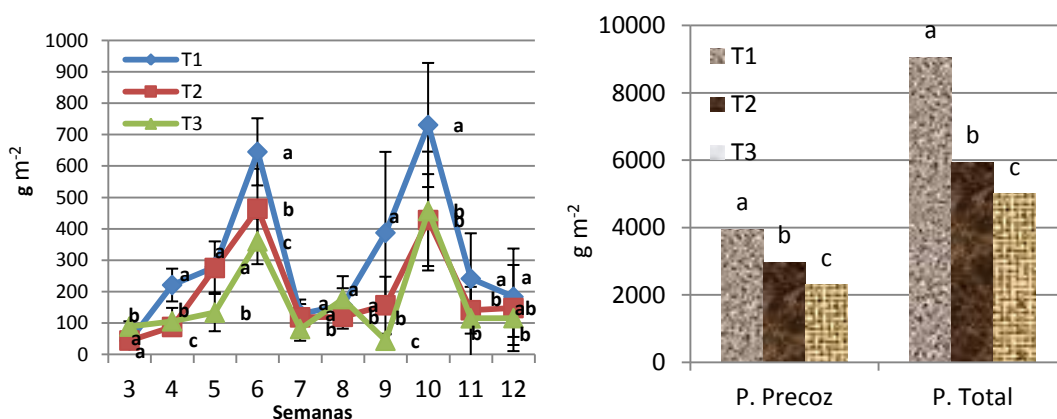 1000
900
800
700
600
500
400
300
200
100
0
g m-2
T1
T2
T3
a
b
c
a
b
b
a
a
a
b
b
a
a
a
c
a
b
a
b
a
a
b
b
c
a
b
b
a
ab
b
3 4 5 6 7 8 9 10 11 12
Semanas
10000
8000
6000
4000
2000
0
g m-2
T1
T2
T3
a
b
c
a
b
c
P. Precoz P. Total